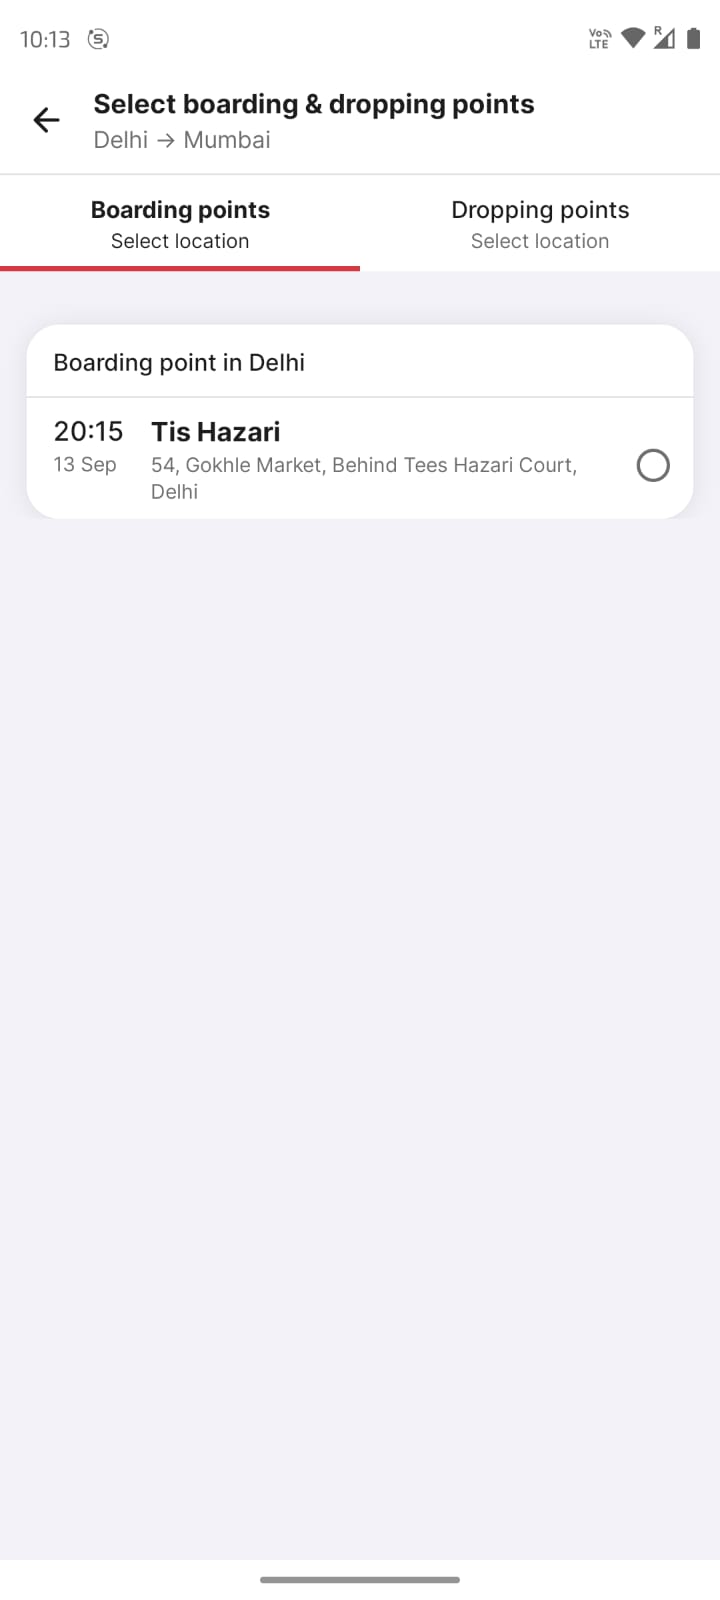 10:13
Vo LTE
R
Select boarding & dropping points
Delhi → Mumbai
Boarding points
Select location
Dropping points
Select location
Boarding point in Delhi
20:15 Tis Hazari
13 Sep 54, Gokhle Market, Behind Tees Hazari Court,
Delhi